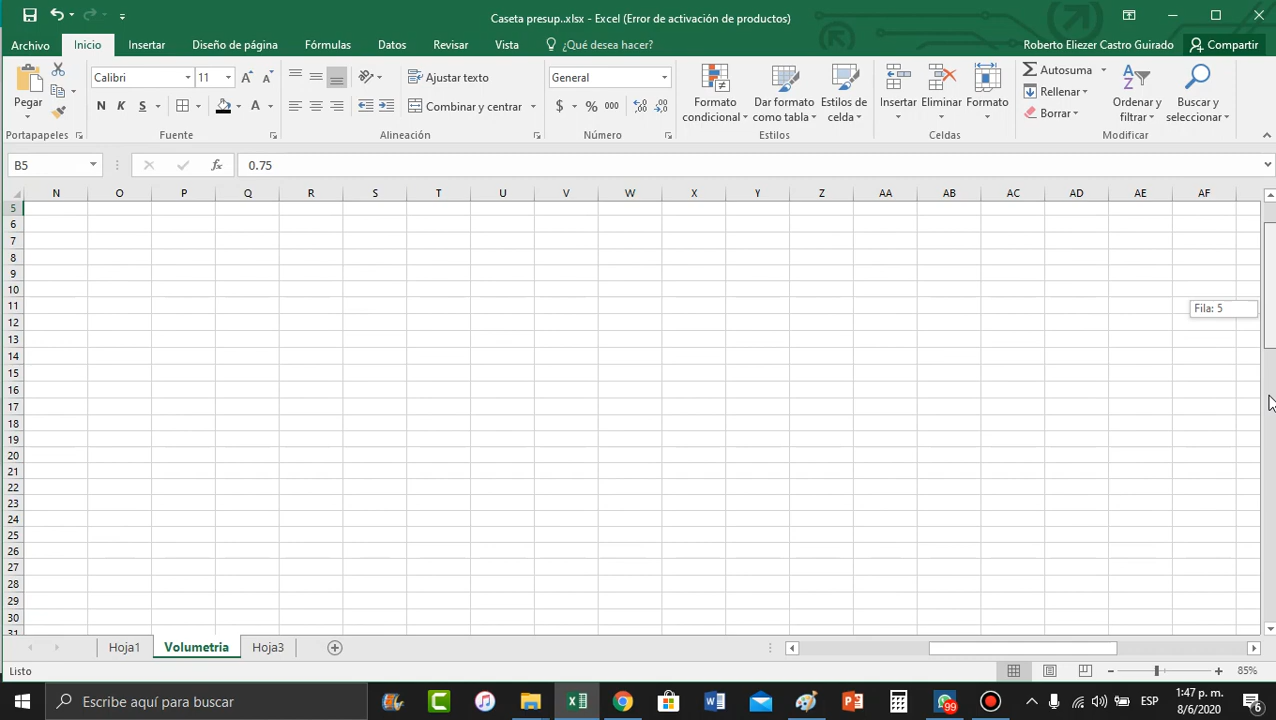 Caseta presup..xlsx - Excel (Error de activación de productos)
Archivo Inicio Insertar Diseño de página Fórmulas Datos Revisar Vista ¿Qué desea hacer? Roberto Eliezer Castro Guirado Compartir
Pegar
Calibri 11
N K S A
Ajustar texto
Combinar y centrar
General
$ % 000
Formato condicional
Dar formato como tabla
Estilos de celda
Insertar
Eliminar
Formato
Autosuma
Rellenar
Borrar
Ordenar y filtrar
Buscar y seleccionar
Portapapeles Fuente Alineación Número Estilos Celdas Modificar
B5 fx 0.75
N O P Q R S T U V W X Y Z AA AB AC AD AE AF
5
6
7
8
9
10
11
Fila: 5
12
13
14
15
16
17
18
19
20
21
22
23
24
25
26
27
28
29
30
31
Hoja1 Volumetria Hoja3
Listo 85%
Escribe aquí para buscar 99 ESP 1:47 p. m.
8/6/2020 6